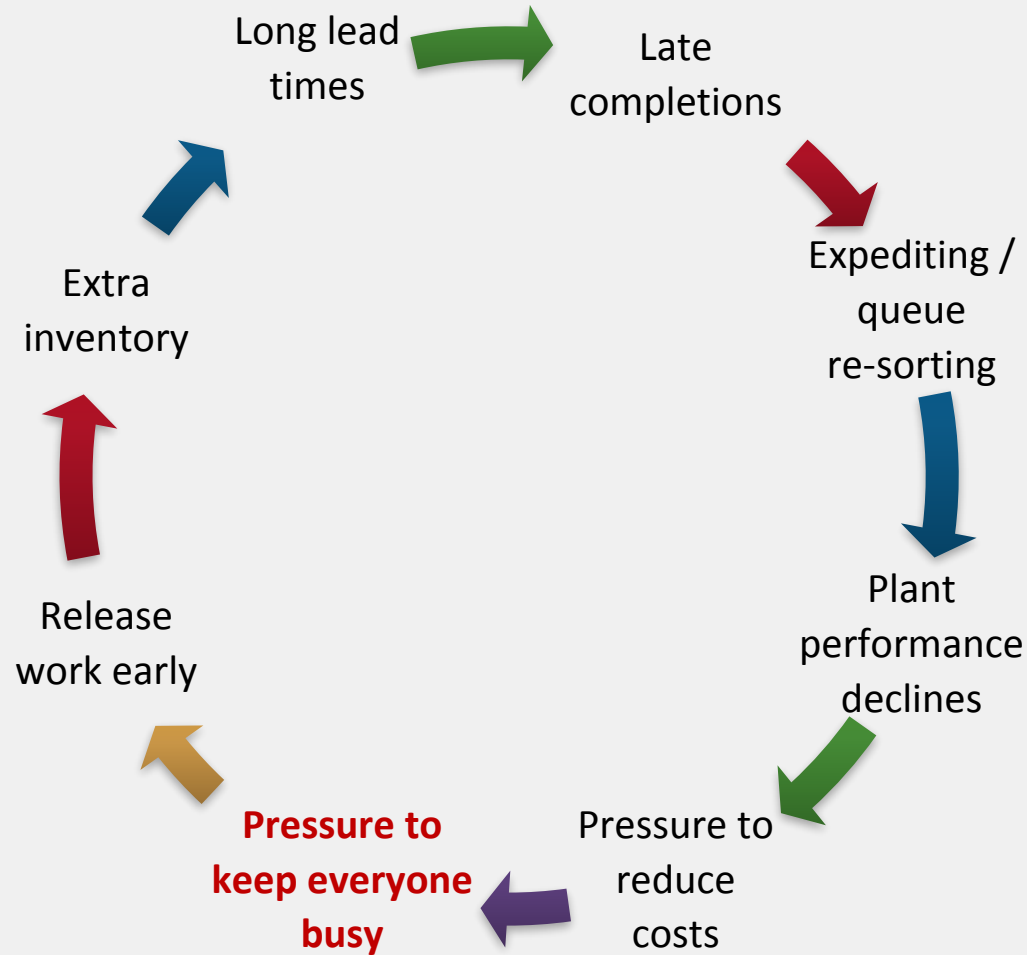 Long lead
times
Late
completions
Expediting /
queue
re-sorting
Plant
performance
declines
Pressure to
reduce
costs
Pressure to
keep everyone
busy
Release
work early
Extra
inventory